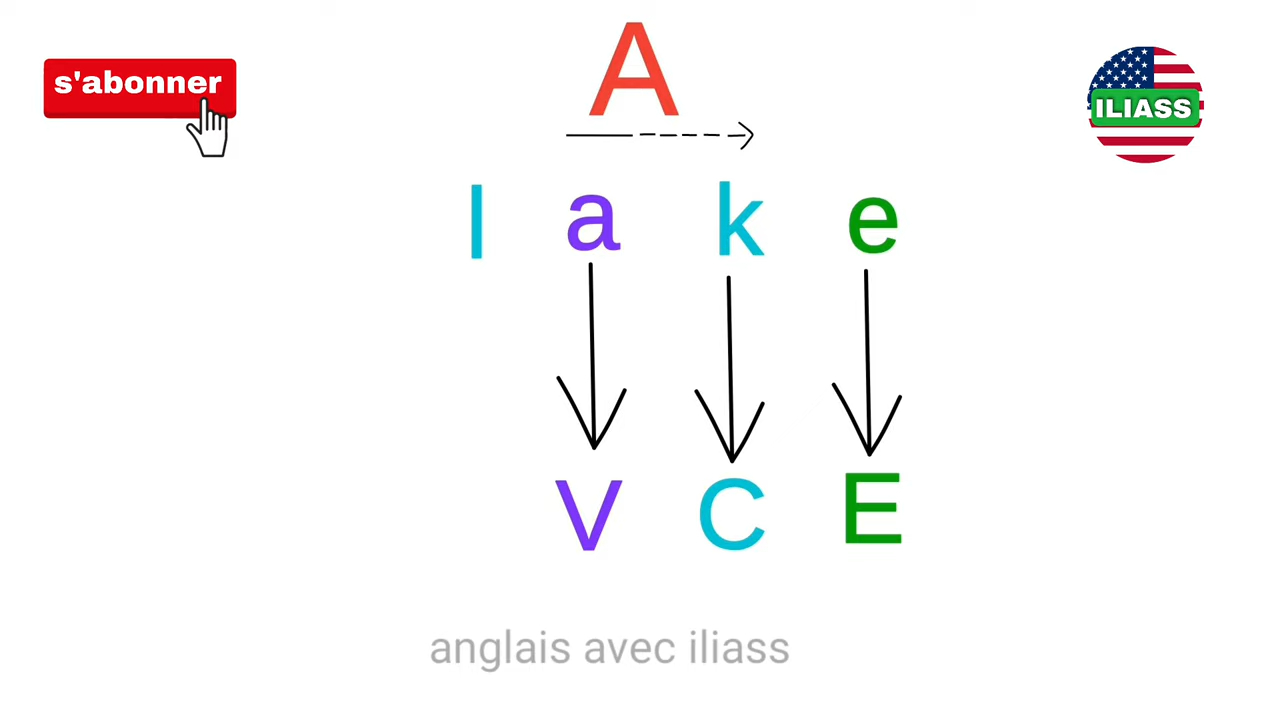 A
s'abonner
ILIASS
l a k e
V C E
anglais avec iliass